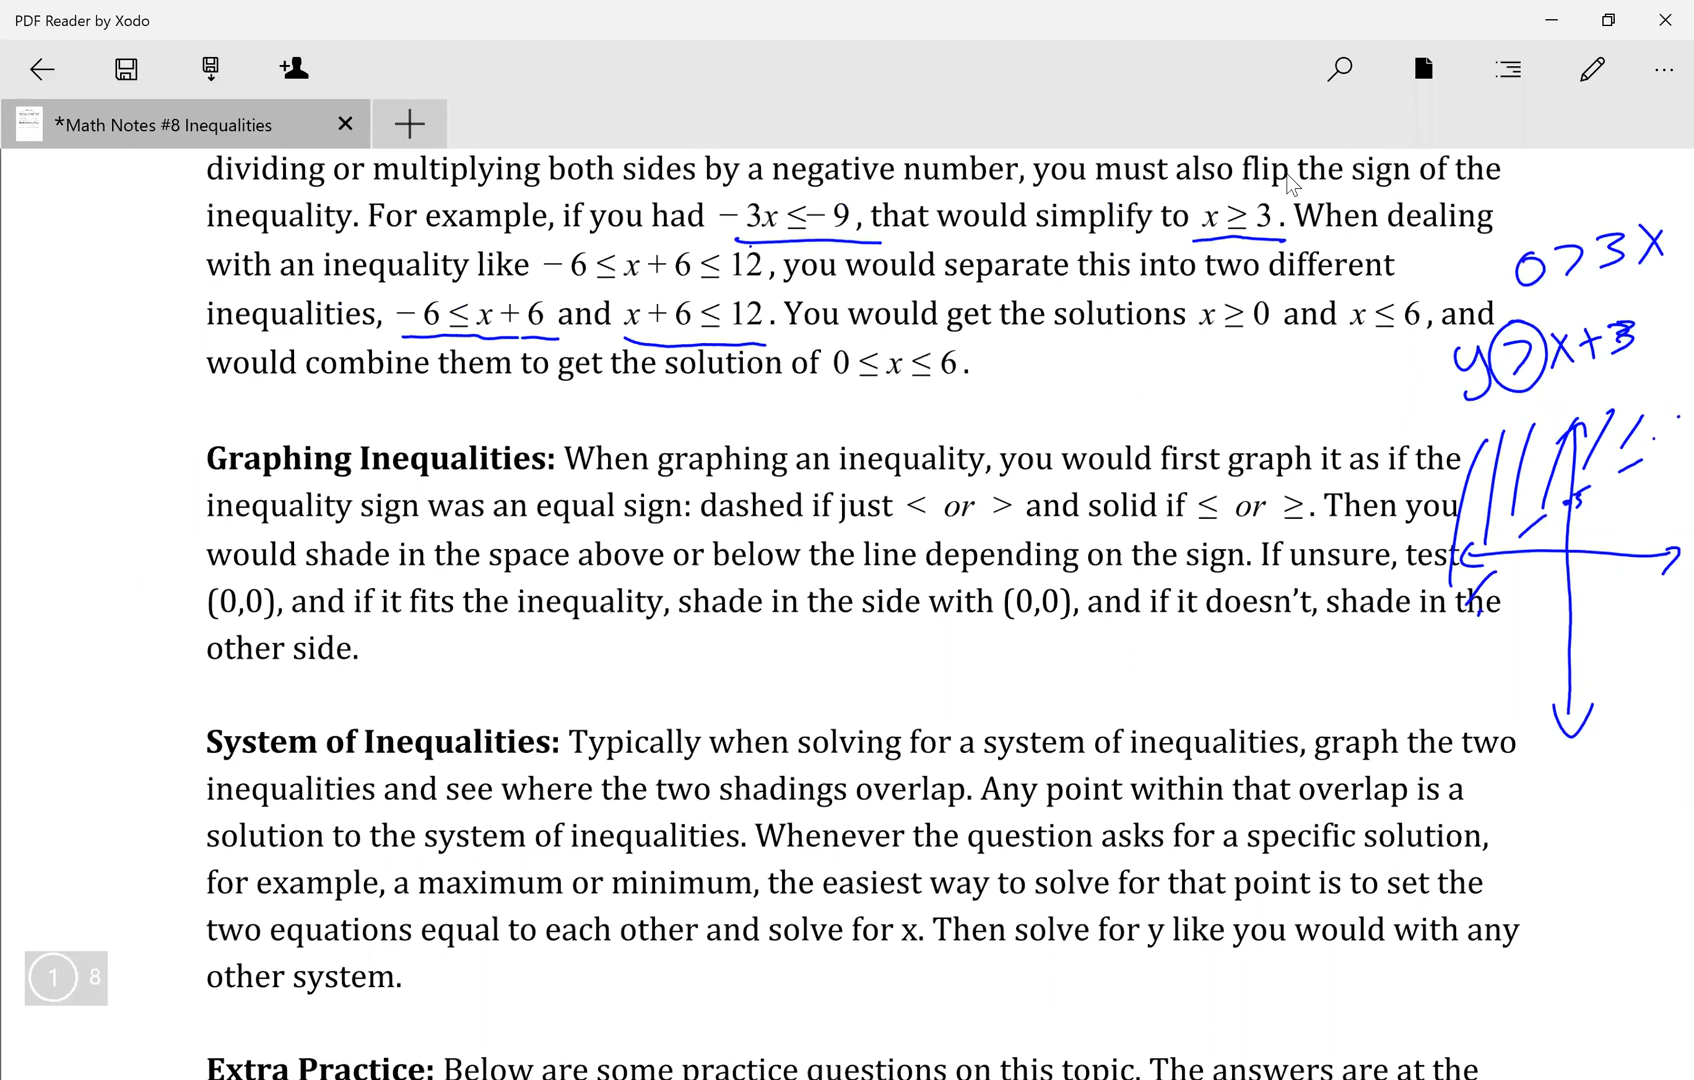 PDF Reader by Xodo
*Math Notes #8 Inequalities
dividing or multiplying both sides by a negative number, you must also flip the sign of the
inequality. For example, if you had − 3x ≤− 9, that would simplify to x ≥ 3. When dealing
with an inequality like − 6 ≤ x + 6 ≤ 12, you would separate this into two different
inequalities, − 6 ≤ x + 6 and x + 6 ≤ 12. You would get the solutions x ≥ 0 and x ≤ 6, and
would combine them to get the solution of 0 ≤ x ≤ 6.
0 > 3 x
y > x + 3
Graphing Inequalities: When graphing an inequality, you would first graph it as if the
inequality sign was an equal sign: dashed if just < or > and solid if ≤ or ≥. Then you
would shade in the space above or below the line depending on the sign. If unsure, test
(0,0), and if it fits the inequality, shade in the side with (0,0), and if it doesn’t, shade in the
other side.
System of Inequalities: Typically when solving for a system of inequalities, graph the two
inequalities and see where the two shadings overlap. Any point within that overlap is a
solution to the system of inequalities. Whenever the question asks for a specific solution,
for example, a maximum or minimum, the easiest way to solve for that point is to set the
two equations equal to each other and solve for x. Then solve for y like you would with any
other system.
1 8
Extra Practice: Below are some practice questions on this topic. The answers are at the